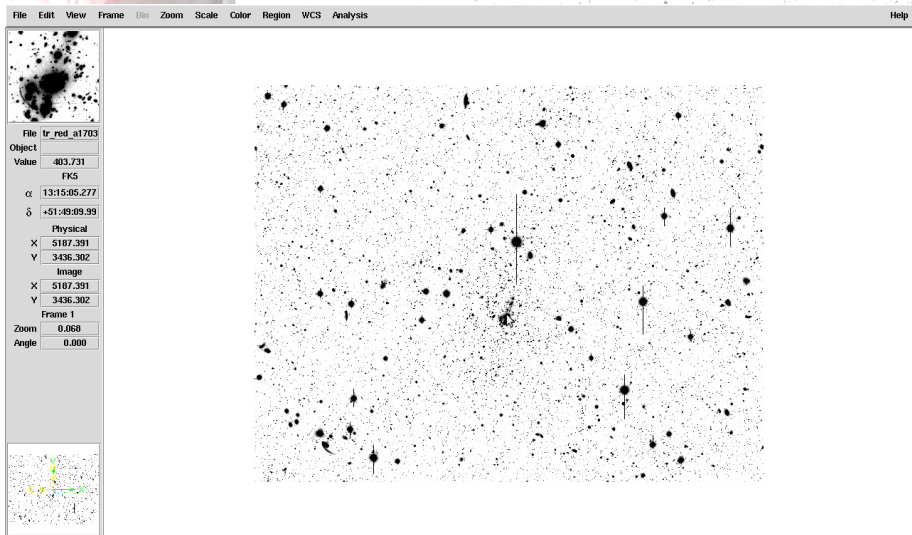 File Edit View Frame Bin Zoom Scale Color Region WCS Analysis Help
File tr_red_a1703
Object
Value 403.731
FK5
α 13:15:05.277
δ +51:49:09.99
Physical
X 5187.391
Y 3436.302
Image
X 5187.391
Y 3436.302
Frame 1
Zoom 0.068
Angle 0.000
Y
X